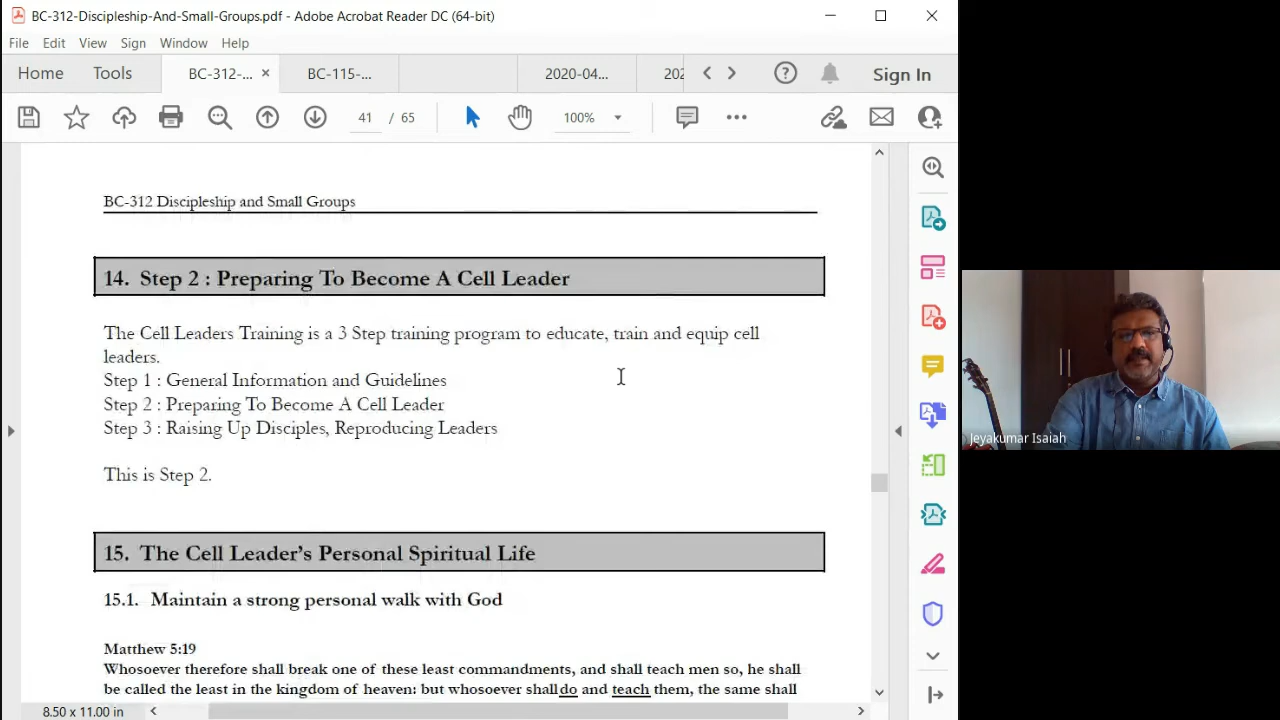 BC-312-Discipleship-And-Small-Groups.pdf - Adobe Acrobat Reader DC (64-bit)
File Edit View Sign Window Help
Home Tools BC-312-... × BC-115-... 2020-04... 202 Sign In
41 / 65 100%
BC-312 Discipleship and Small Groups
14. Step 2 : Preparing To Become A Cell Leader
The Cell Leaders Training is a 3 Step training program to educate, train and equip cell
leaders.
Step 1 : General Information and Guidelines
Step 2 : Preparing To Become A Cell Leader
Step 3 : Raising Up Disciples, Reproducing Leaders
This is Step 2.
15. The Cell Leader's Personal Spiritual Life
15.1. Maintain a strong personal walk with God
Matthew 5:19
Whosoever therefore shall break one of these least commandments, and shall teach men so, he shall
be called the least in the kingdom of heaven: but whosoever shall do and teach them, the same shall
8.50 x 11.00 in
Jeyakumar Isaiah